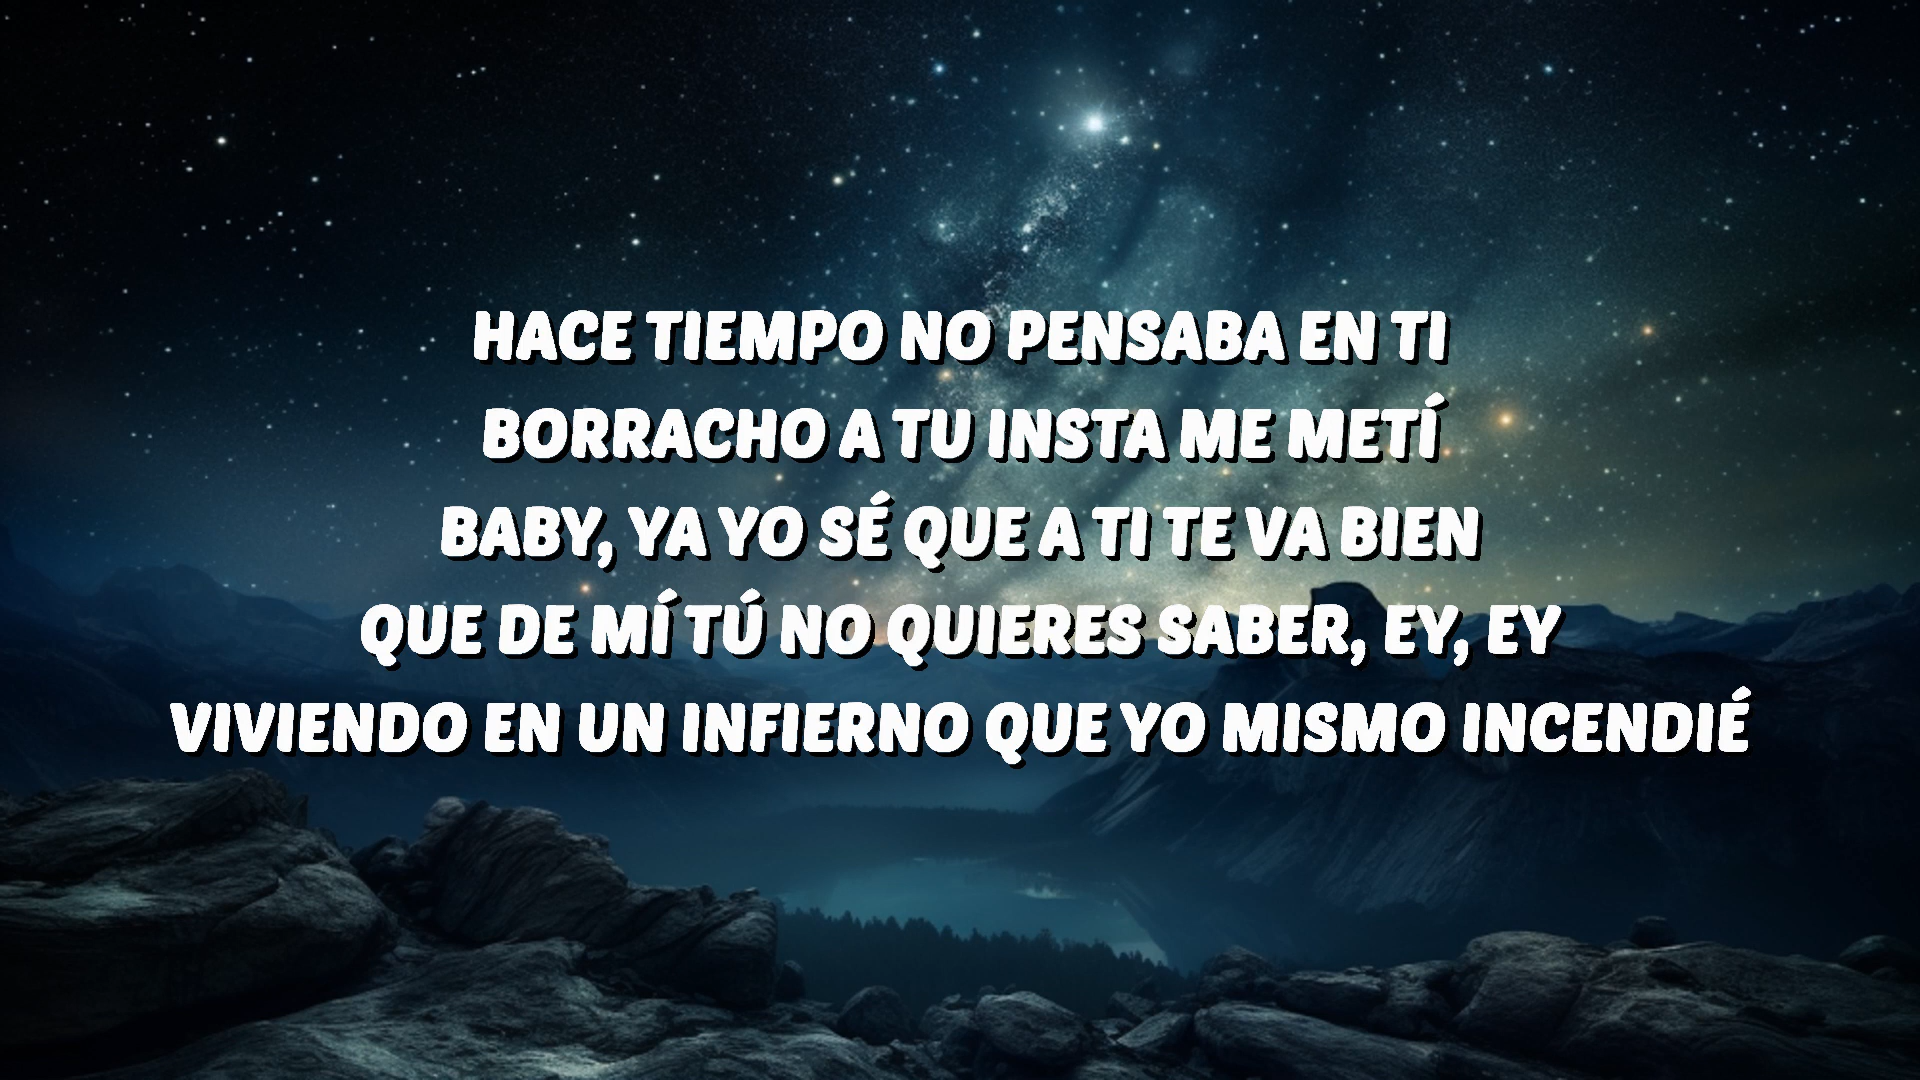 HACE TIEMPO NO PENSABA EN TI
BORRACHO A TU INSTA ME METÍ
BABY, YA YO SÉ QUE A TI TE VA BIEN
QUE DE MÍ TÚ NO QUIERES SABER, EY, EY
VIVIENDO EN UN INFIERNO QUE YO MISMO INCENDIÉ